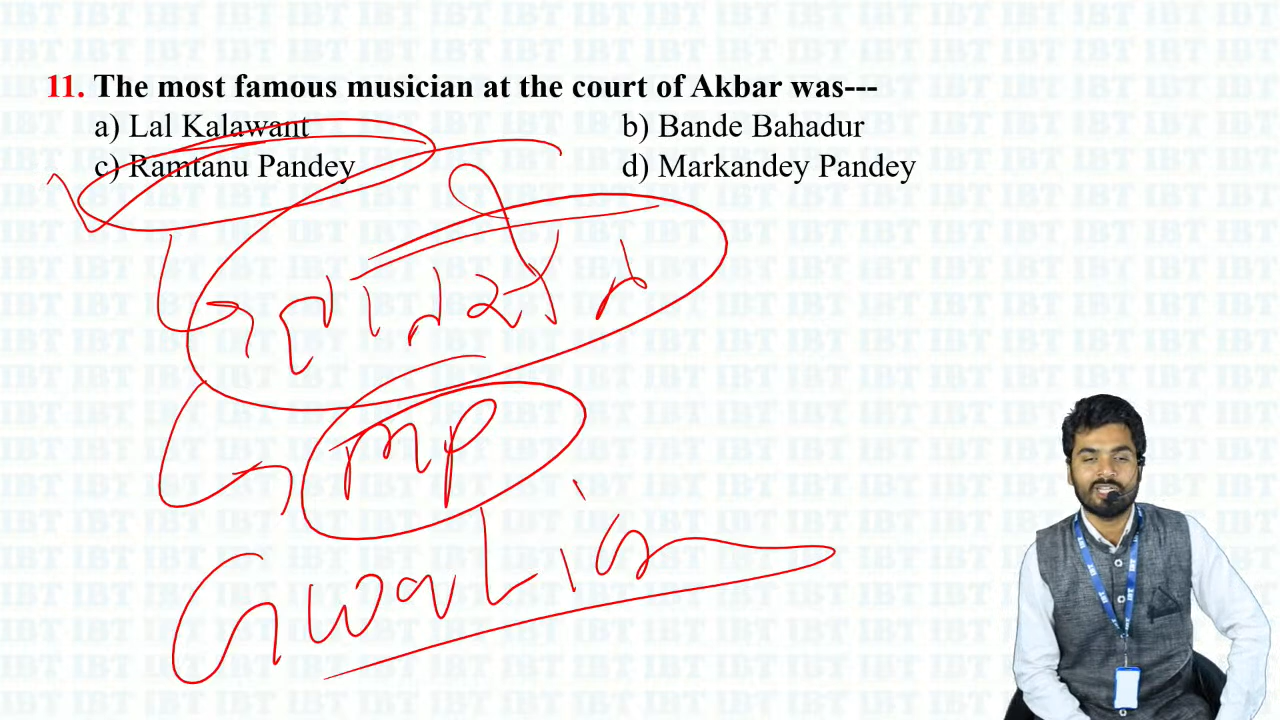 11. The most famous musician at the court of Akbar was---
a) Lal Kalawant b) Bande Bahadur
c) Ramtanu Pandey d) Markandey Pandey
MP
Gwalior